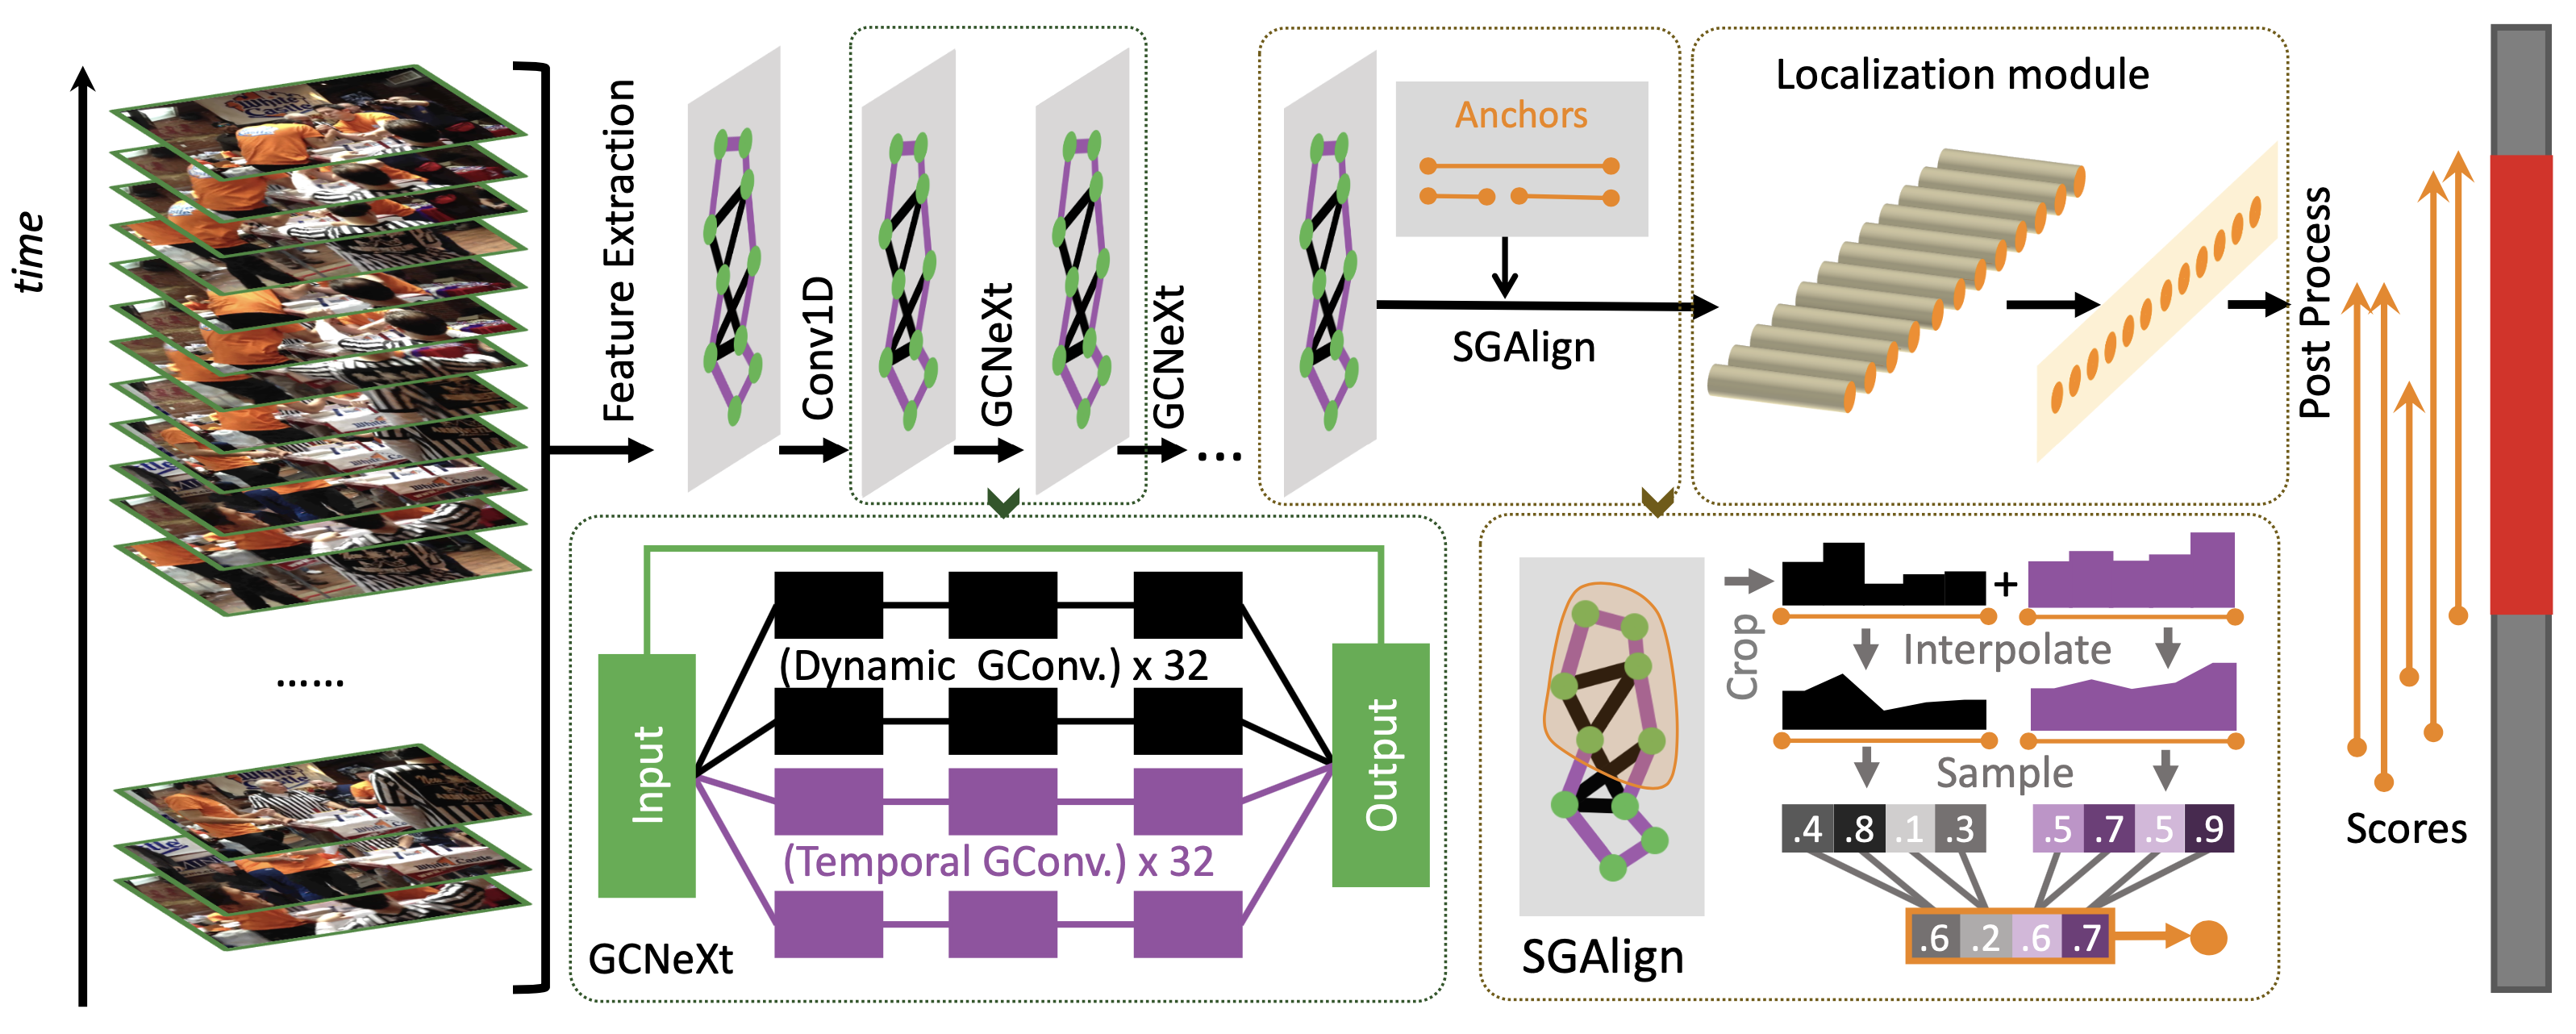 time
......
Feature Extraction
Conv1D
GCNeXt
GCNeXt
...
Anchors
SGAlign
Localization module
Post Process
Scores
Input
(Dynamic GConv.) x 32
(Temporal GConv.) x 32
Output
GCNeXt
SGAlign
Crop
+
Interpolate
Sample
.4 .8 .1 .3 .5 .7 .5 .9
.6 .2 .6 .7
White
Castle